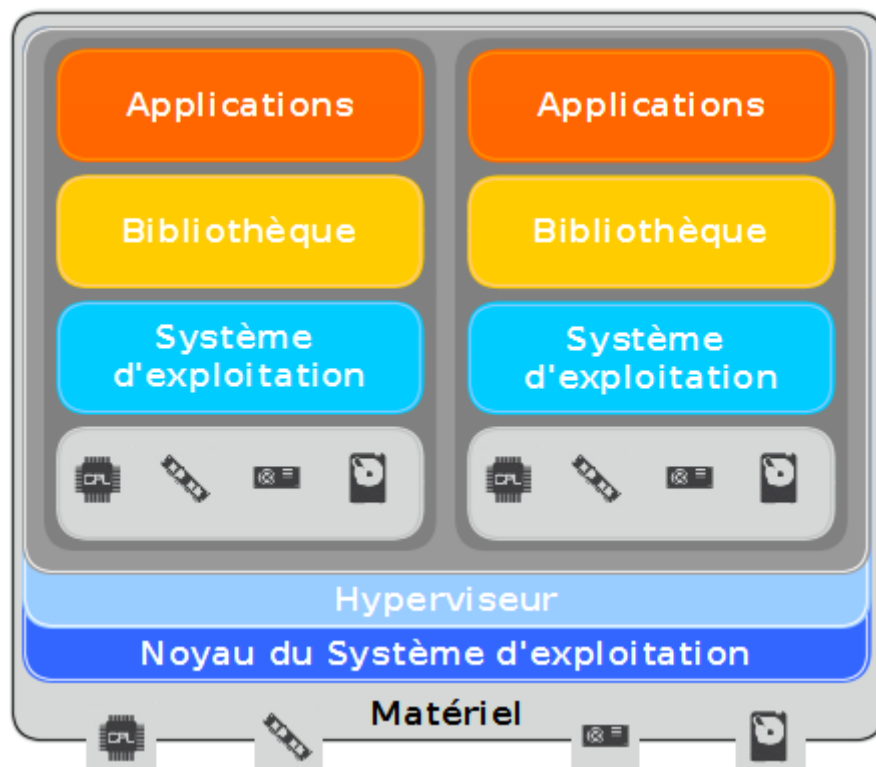 Applications
Applications
Bibliothèque
Bibliothèque
Système
d'exploitation
Système
d'exploitation
Hyperviseur
Noyau du Système d'exploitation
Matériel